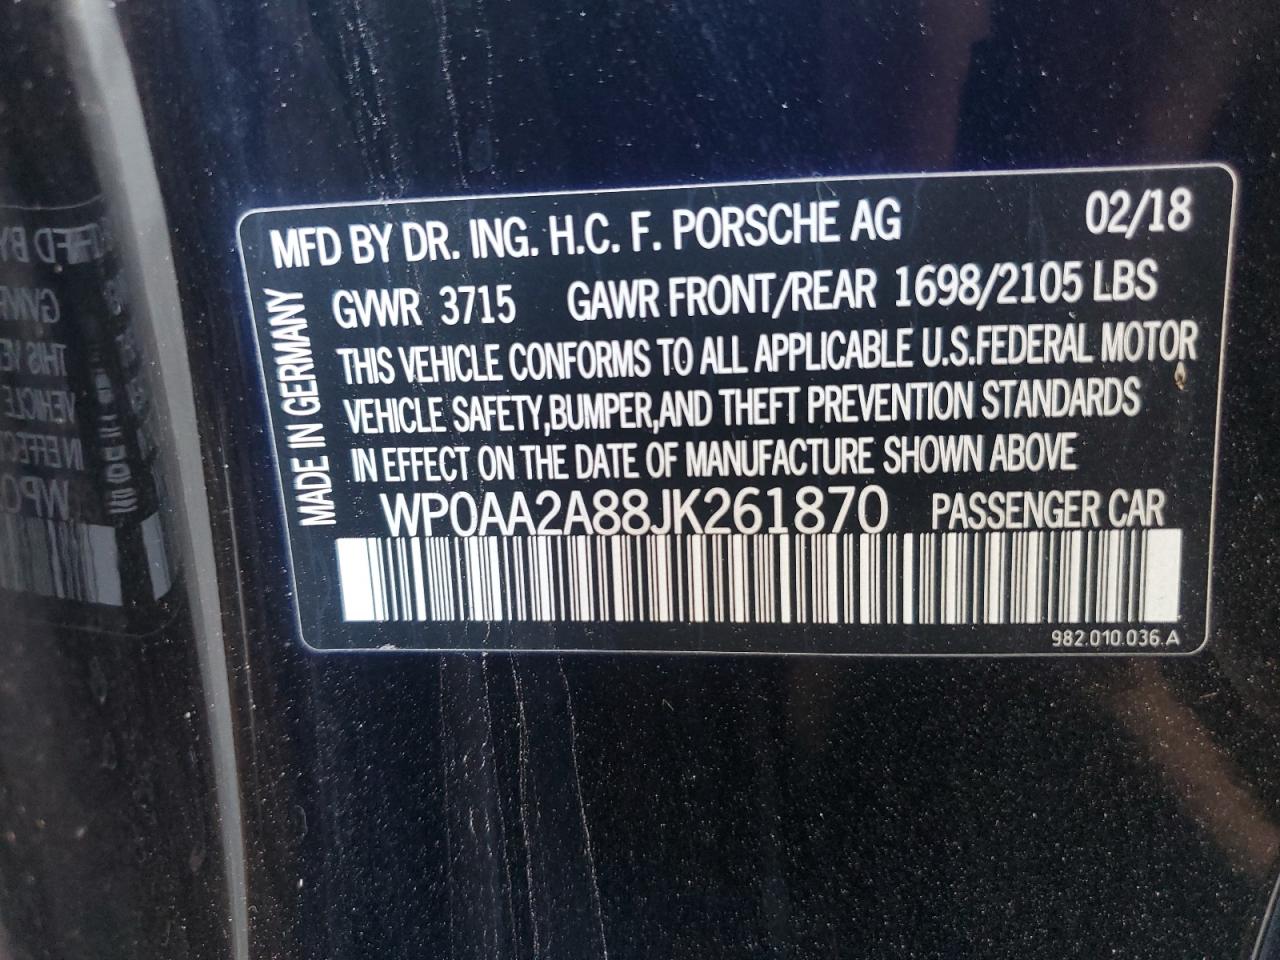 MFD BY DR. ING. H.C. F. PORSCHE AG 02/18
GVWR 3715 GAWR FRONT/REAR 1698/2105 LBS
THIS VEHICLE CONFORMS TO ALL APPLICABLE U.S.FEDERAL MOTOR
VEHICLE SAFETY,BUMPER,AND THEFT PREVENTION STANDARDS
IN EFFECT ON THE DATE OF MANUFACTURE SHOWN ABOVE
WP0AA2A88JK261870 PASSENGER CAR
MADE IN GERMANY
982.010.036.A